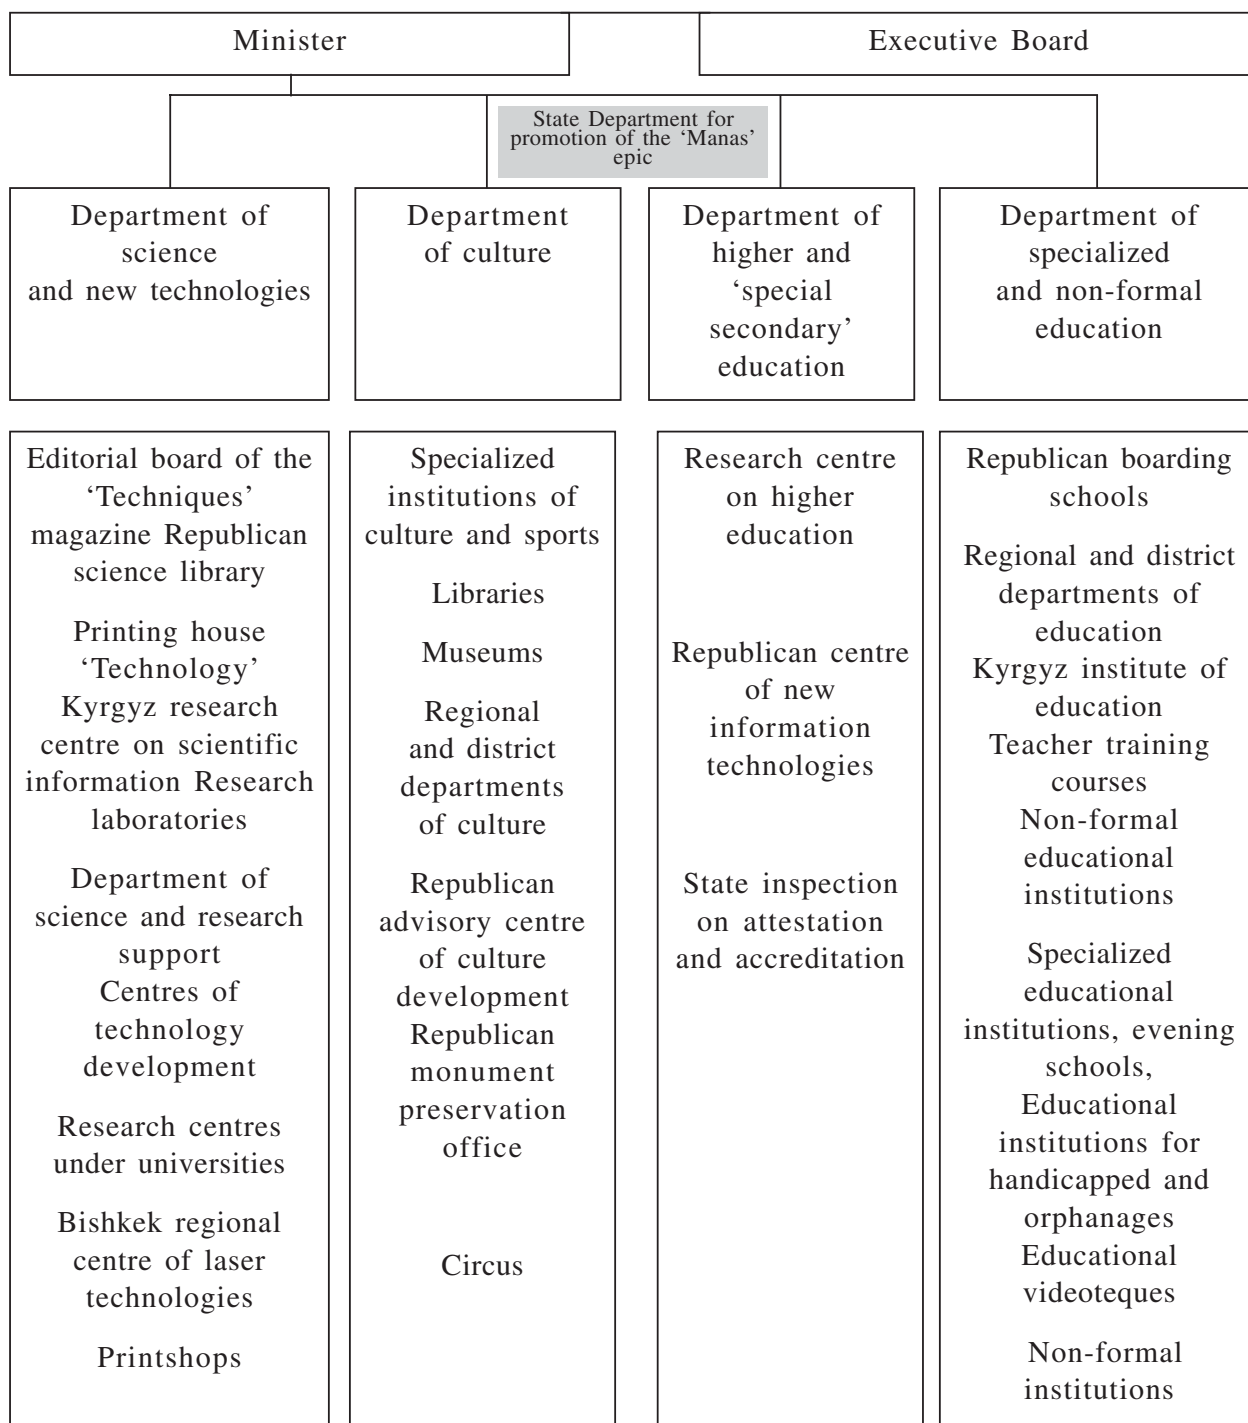 Minister
Executive Board
State Department for
promotion of the ‘Manas’
epic
Department of
science
and new technologies
Department
of culture
Department of
higher and
‘special
secondary’
education
Department of
specialized
and non-formal
education
Editorial board of the
‘Techniques’
magazine Republican
science library
Printing house
‘Technology’
Kyrgyz research
centre on scientific
information Research
laboratories
Department of
science and research
support
Centres of
technology
development
Research centres
under universities
Bishkek regional
centre of laser
technologies
Printshops
Specialized
institutions of
culture and sports
Libraries
Museums
Regional
and district
departments
of culture
Republican
advisory centre
of culture
development
Republican
monument
preservation
office
Circus
Research centre
on higher
education
Republican centre
of new
information
technologies
State inspection
on attestation
and accreditation
Republican boarding
schools
Regional and district
departments of
education
Kyrgyz institute of
education
Teacher training
courses
Non-formal
educational
institutions
Specialized
educational
institutions, evening
schools,
Educational
institutions for
handicapped and
orphanages
Educational
videoteques
Non-formal
institutions